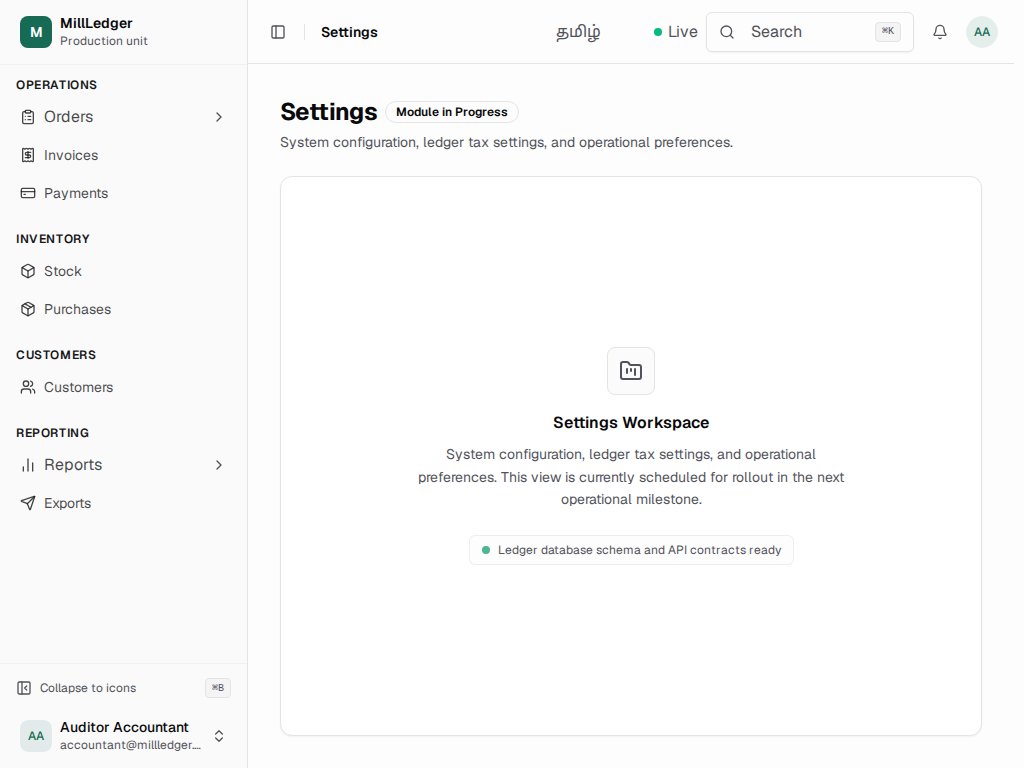 MillLedger
Production unit
OPERATIONS
Orders
Invoices
Payments
INVENTORY
Stock
Purchases
CUSTOMERS
Customers
REPORTING
Reports
Exports
Collapse to icons ⌘B
AA
Auditor Accountant
accountant@millledger....
M
Settings
தமிழ்
Live
Search ⌘K
AA
Settings
Module in Progress
System configuration, ledger tax settings, and operational preferences.
Settings Workspace
System configuration, ledger tax settings, and operational
preferences. This view is currently scheduled for rollout in the next
operational milestone.
Ledger database schema and API contracts ready